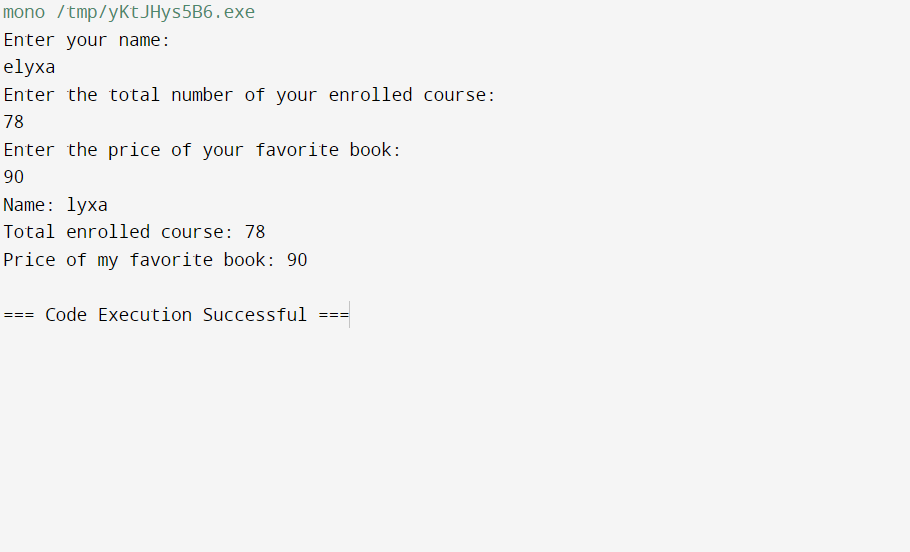 mono /tmp/yKtJHys5B6.exe
Enter your name:
elyxa
Enter the total number of your enrolled course:
78
Enter the price of your favorite book:
90
Name: lyxa
Total enrolled course: 78
Price of my favorite book: 90
=== Code Execution Successful ===